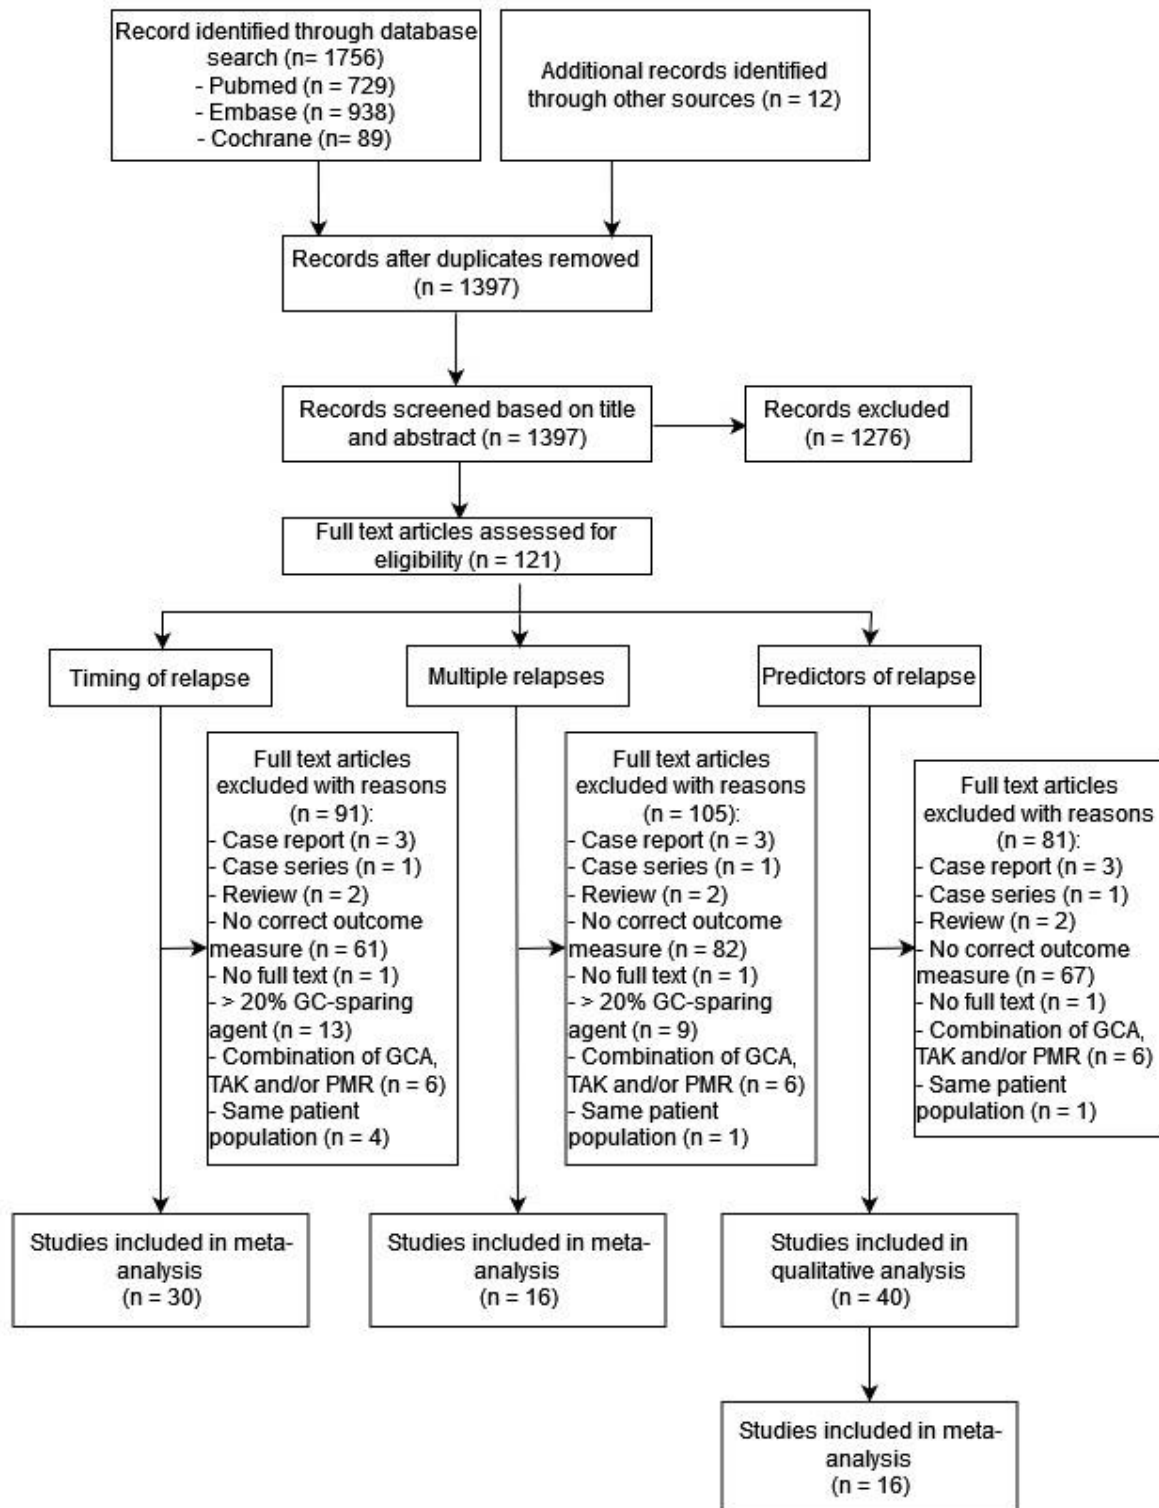 Record identified through database
search (n= 1756)
- Pubmed (n = 729)
- Embase (n = 938)
- Cochrane (n= 89)
Additional records identified
through other sources (n = 12)
Records after duplicates removed
(n = 1397)
Records screened based on title
and abstract (n = 1397)
Records excluded
(n = 1276)
Full text articles assessed for
eligibility (n = 121)
Timing of relapse
Multiple relapses
Predictors of relapse
Full text articles
excluded with reasons
(n = 91):
- Case report (n = 3)
- Case series (n = 1)
- Review (n = 2)
- No correct outcome
measure (n = 61)
- No full text (n = 1)
- > 20% GC-sparing
agent (n = 13)
- Combination of GCA,
TAK and/or PMR (n = 6)
- Same patient
population (n = 4)
Full text articles
excluded with reasons
(n = 105):
- Case report (n = 3)
- Case series (n = 1)
- Review (n = 2)
- No correct outcome
measure (n = 82)
- No full text (n = 1)
- > 20% GC-sparing
agent (n = 9)
- Combination of GCA,
TAK and/or PMR (n = 6)
- Same patient
population (n = 1)
Full text articles
excluded with reasons
(n = 81):
- Case report (n = 3)
- Case series (n = 1)
- Review (n = 2)
- No correct outcome
measure (n = 67)
- No full text (n = 1)
- Combination of GCA,
TAK and/or PMR (n = 6)
- Same patient
population (n = 1)
Studies included in meta-
analysis
(n = 30)
Studies included in meta-
analysis
(n = 16)
Studies included in
qualitative analysis
(n = 40)
Studies included in meta-
analysis
(n = 16)